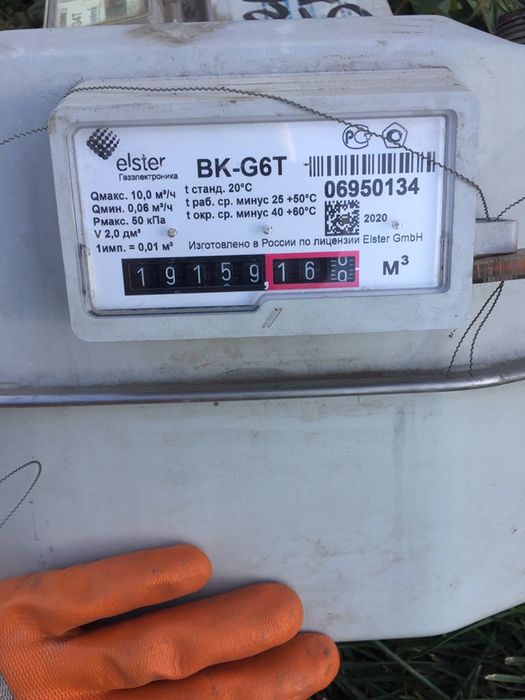 elster
Газэлектроника
BK-G6T
РСТ
Qмакс. 10,0 м³/ч
Qмин. 0,06 м³/ч
Pмакс. 50 кПа
V 2,0 дм³
1имп. = 0,01 м³
t станд. 20°C
t раб. ср. минус 25 +50°C
t окр. ср. минус 40 +60°C
06950134
2020
Изготовлено в России по лицензии Elster GmbH
19159,16
м³